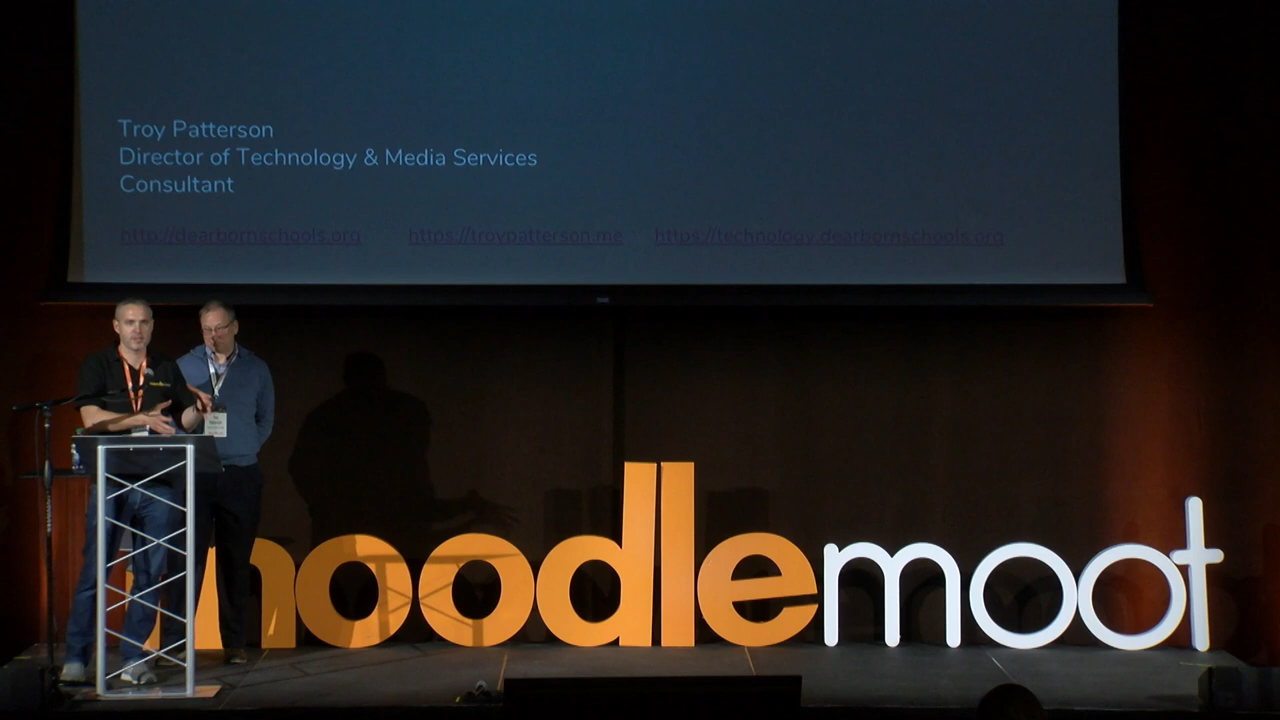 Troy Patterson
Director of Technology & Media Services
Consultant
http://dearbornschools.org https://troypatterson.me https://technology.dearbornschools.org
moodlemoot